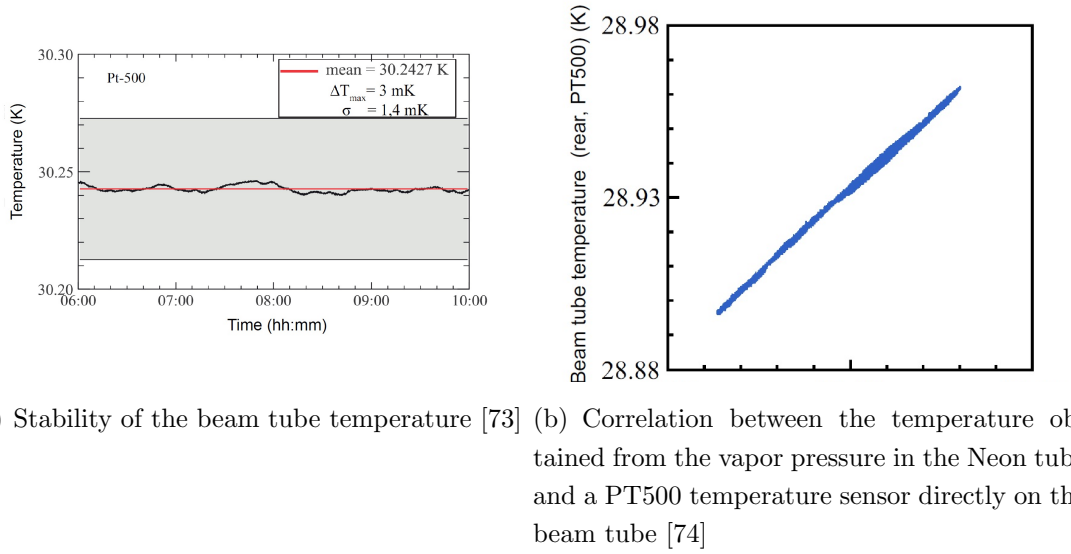 30.30
30.25
30.20
Temperature (K)
Pt-500
mean = 30.2427 K
ΔTmax= 3 mK
σ = 1,4 mK
06:00 07:00 08:00 09:00 10:00
Time (hh:mm)
) Stability of the beam tube temperature [73]
28.98
28.93
28.88
Beam tube temperature (rear, PT500) (K)
(b) Correlation between the temperature ob
tained from the vapor pressure in the Neon tub
and a PT500 temperature sensor directly on th
beam tube [74]